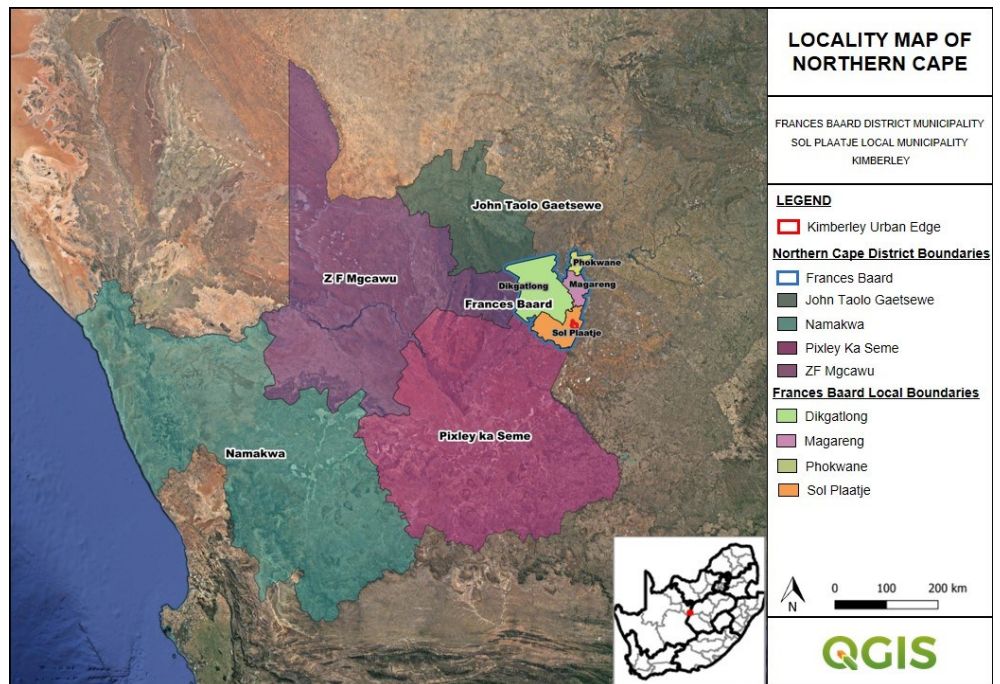 LOCALITY MAP OF
NORTHERN CAPE
FRANCES BAARD DISTRICT MUNICIPALITY
SOL PLAATJE LOCAL MUNICIPALITY
KIMBERLEY
LEGEND
Kimberley Urban Edge
Northern Cape District Boundaries
Frances Baard
John Taolo Gaetsewe
Namakwa
Pixley Ka Seme
ZF Mgcawu
Frances Baard Local Boundaries
Dikgatlong
Magareng
Phokwane
Sol Plaatje
N
0 100 200 km
QGIS
John Taolo Gaetsewe
Phokwane
Z F Mgcawu
Dikgatlong
Magareng
Frances Baard
Sol Plaatje
Pixley ka Seme
Namakwa